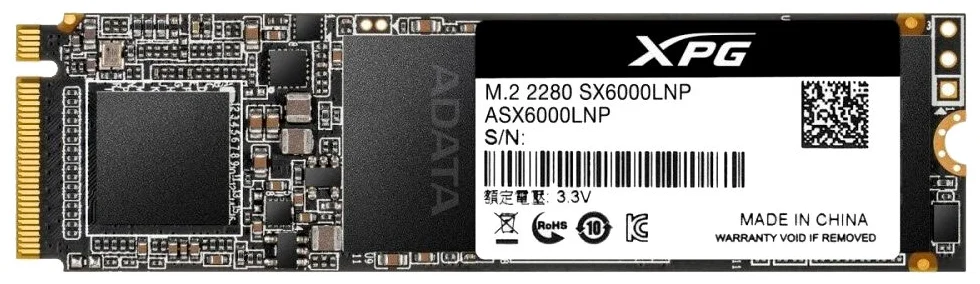 XPG
M.2 2280 SX6000LNP
ASX6000LNP
S/N:
額定電壓: 3.3V
RoHS
10
MADE IN CHINA
WARRANTY VOID IF REMOVED
ADATA